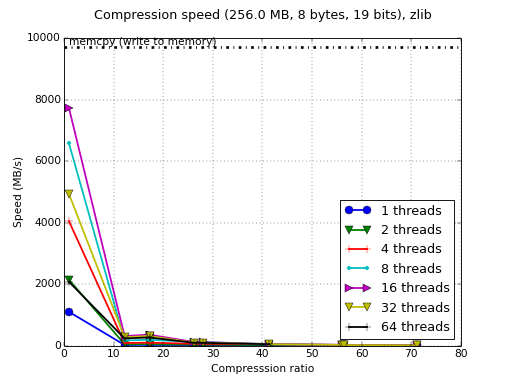 Compression speed (256.0 MB, 8 bytes, 19 bits), zlib
10000
memcpy (write to memory)
8000
6000
4000
2000
0
Speed (MB/s)
1 threads
2 threads
4 threads
8 threads
16 threads
32 threads
64 threads
0 10 20 30 40 50 60 70 80
Compresssion ratio